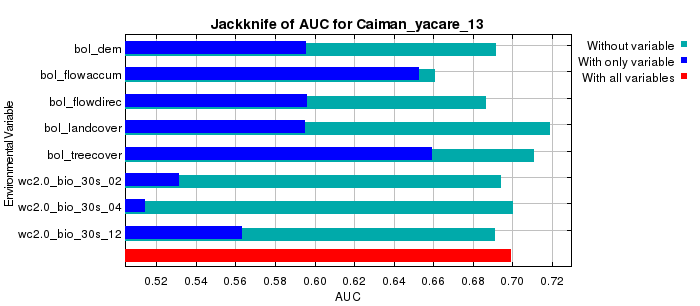 Jackknife of AUC for Caiman_yacare_13
Environmental Variable
bol_dem
bol_flowaccum
bol_flowdirec
bol_landcover
bol_treecover
wc2.0_bio_30s_02
wc2.0_bio_30s_04
wc2.0_bio_30s_12
0.52 0.54 0.56 0.58 0.60 0.62 0.64 0.66 0.68 0.70 0.72
AUC
Without variable
With only variable
With all variables